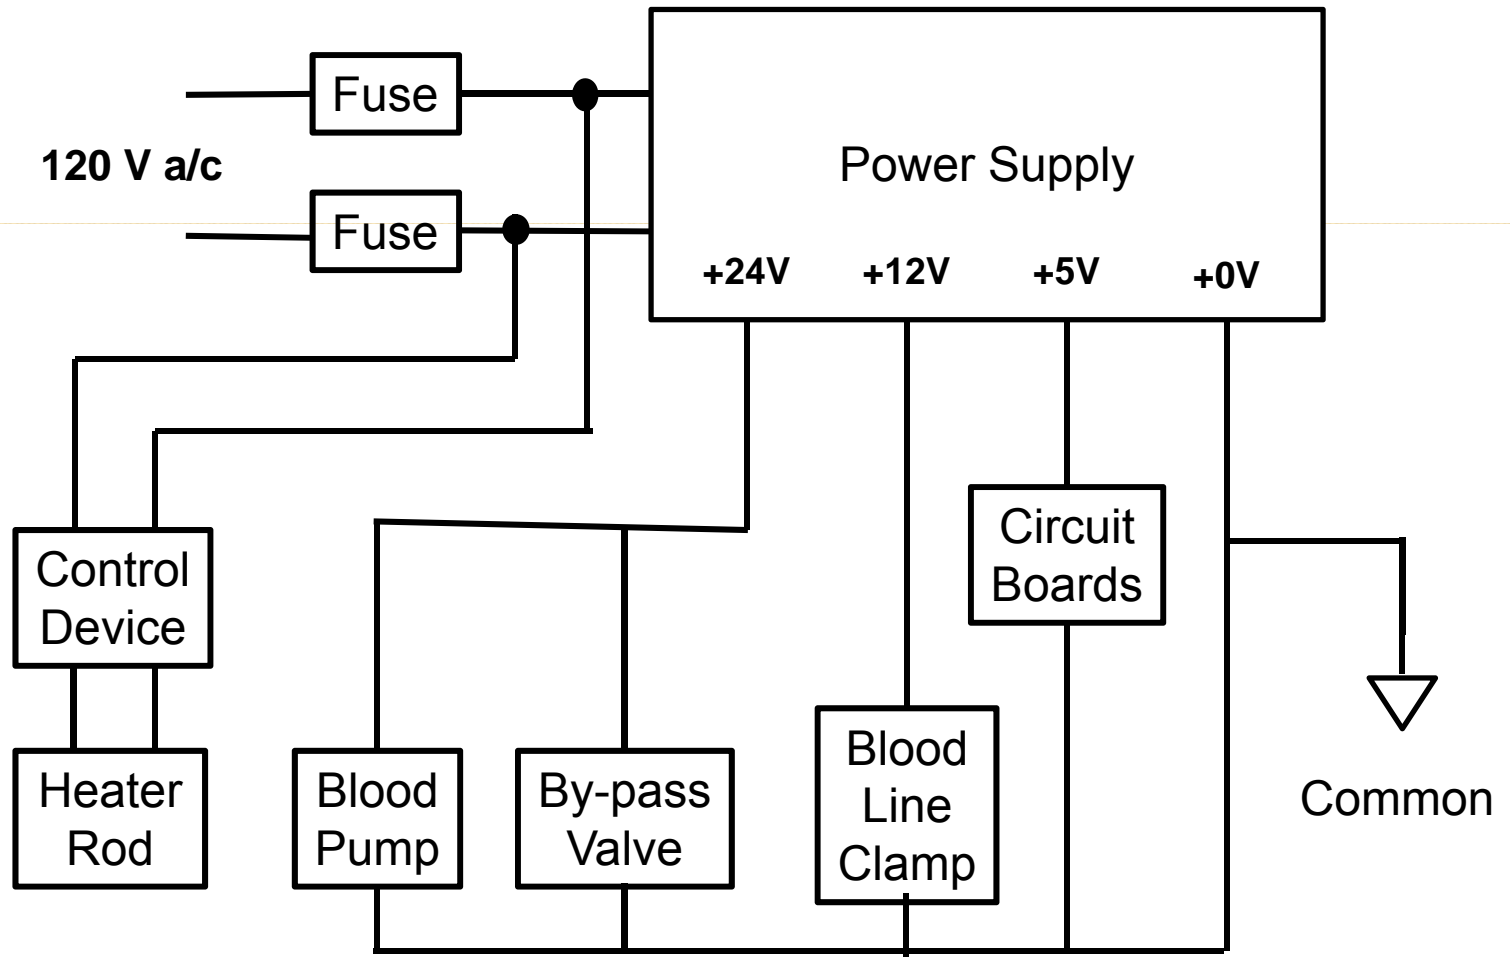 Fuse
120 V a/c
Fuse
Power Supply
+24V
+12V
+5V
+0V
Control
Device
Circuit
Boards
Heater
Rod
Blood
Pump
By-pass
Valve
Blood
Line
Clamp
Common